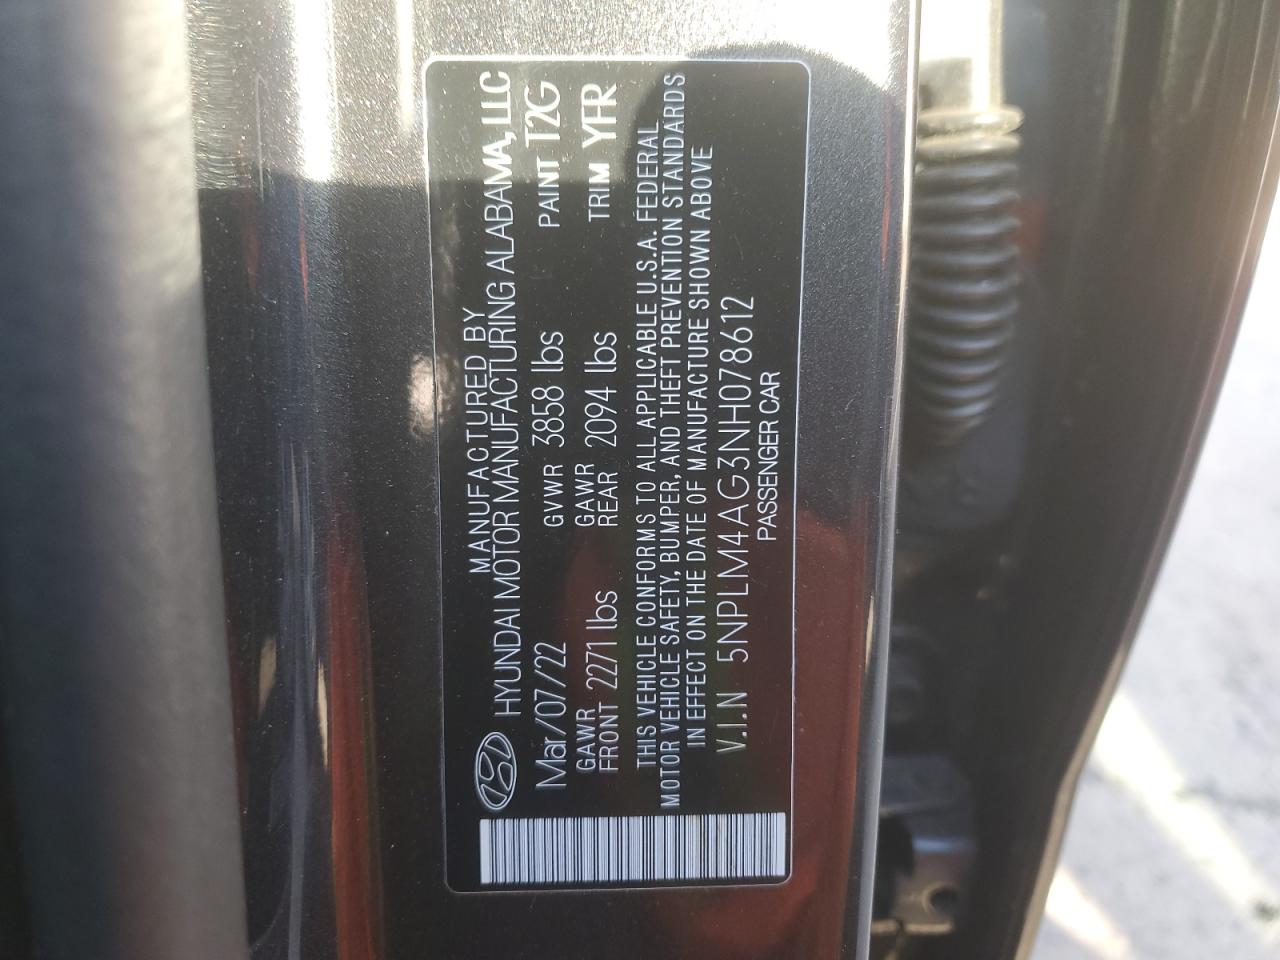 MANUFACTURED BY
HYUNDAI MOTOR MANUFACTURING ALABAMA, LLC
Mar/07/22 GVWR 3858 lbs PAINT T2G
GAWR FRONT 2271 lbs GAWR REAR 2094 lbs TRIM YFR
THIS VEHICLE CONFORMS TO ALL APPLICABLE U.S.A. FEDERAL
MOTOR VEHICLE SAFETY, BUMPER, AND THEFT PREVENTION STANDARDS
IN EFFECT ON THE DATE OF MANUFACTURE SHOWN ABOVE
V.I.N 5NPLM4AG3NH078612
PASSENGER CAR